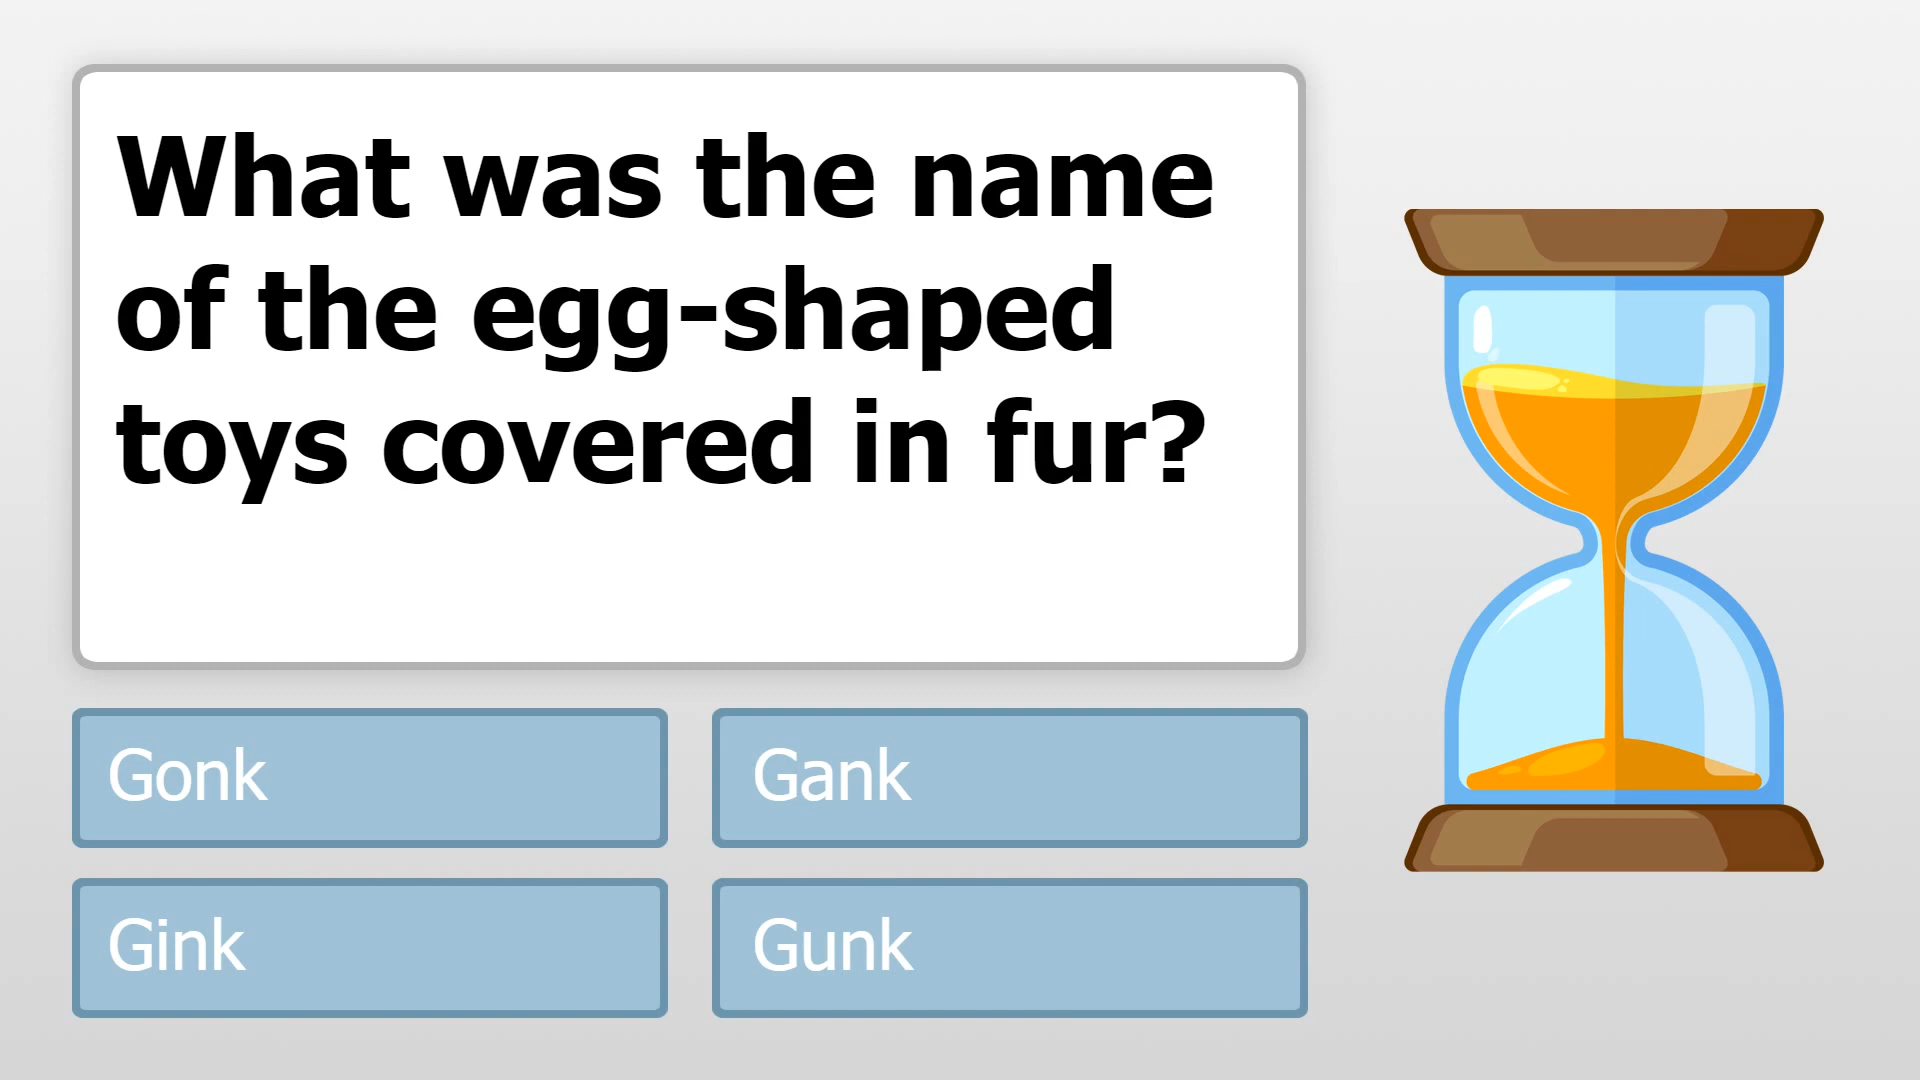 What was the name
of the egg-shaped
toys covered in fur?
Gonk
Gank
Gink
Gunk